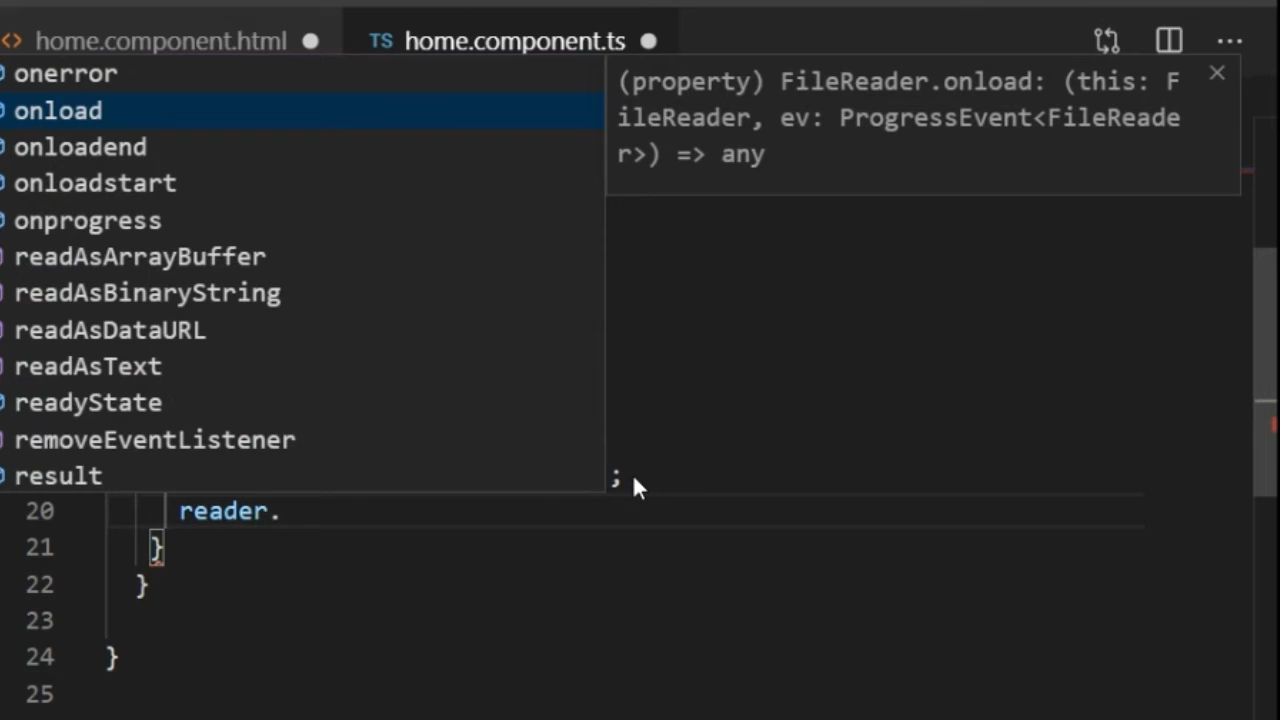 home.component.html
TS home.component.ts
onerror
onload
onloadend
onloadstart
onprogress
readAsArrayBuffer
readAsBinaryString
readAsDataURL
readAsText
readyState
removeEventListener
result
(property) FileReader.onload: (this: F
ileReader, ev: ProgressEvent<FileReade
r>) => any
;
20 reader.
21 }
22 }
23
24 }
25